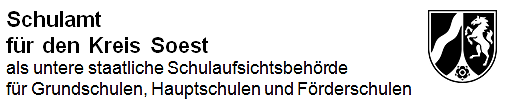 Schulamt
für den Kreis Soest
als untere staatliche Schulaufsichtsbehörde
für Grundschulen, Hauptschulen und Förderschulen